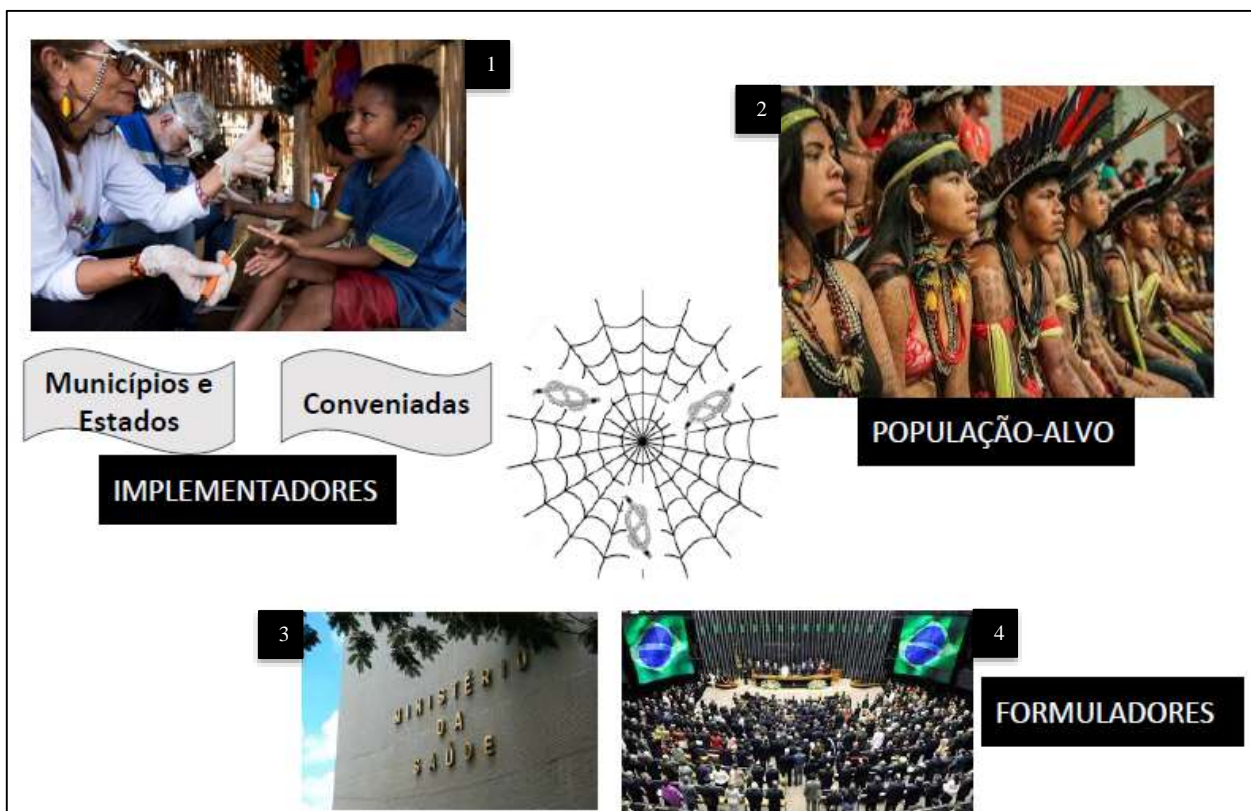 1
2
Municípios e
Estados
Conveniadas
POPULAÇÃO-ALVO
IMPLEMENTADORES
3
MINISTÉRIO
DA
SAÚDE
4
FORMULADORES